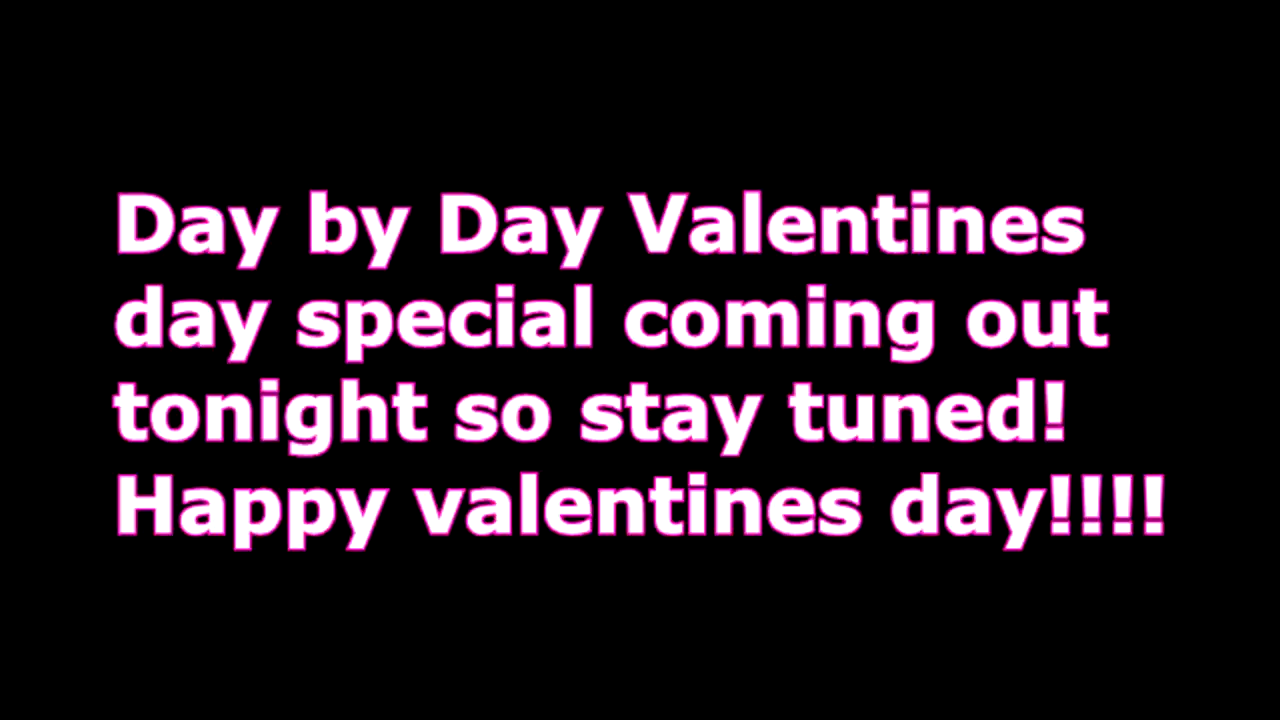 Day by Day Valentines
day special coming out
tonight so stay tuned!
Happy valentines day!!!!